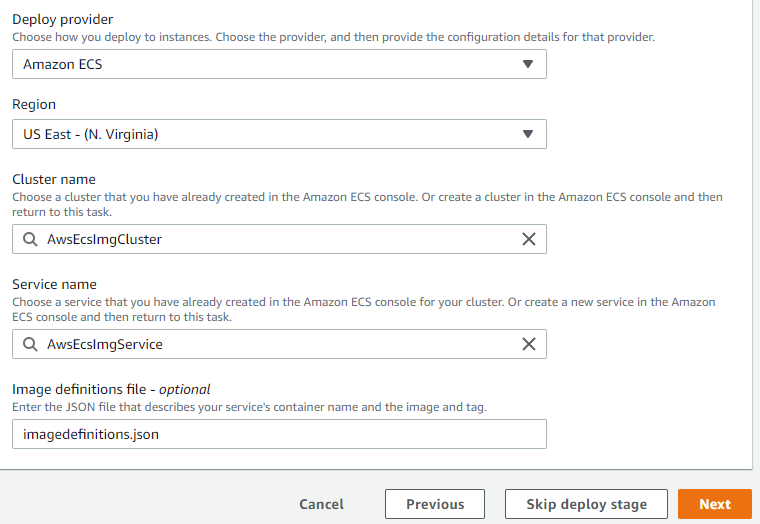 Deploy provider
Choose how you deploy to instances. Choose the provider, and then provide the configuration details for that provider.
Amazon ECS
Region
US East - (N. Virginia)
Cluster name
Choose a cluster that you have already created in the Amazon ECS console. Or create a cluster in the Amazon ECS console and then
return to this task.
AwsEcsImgCluster
Service name
Choose a service that you have already created in the Amazon ECS console for your cluster. Or create a new service in the Amazon
ECS console and then return to this task.
AwsEcsImgService
Image definitions file - optional
Enter the JSON file that describes your service's container name and the image and tag.
imagedefinitions.json
Cancel Previous Skip deploy stage Next